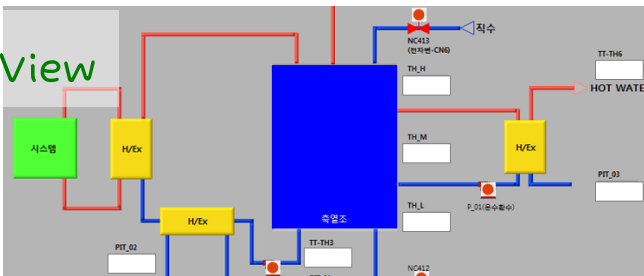 View
NC413
(전자변-CN6)
직수
TH_H
TT-TH6
HOT WATE
시스템
H/Ex
TH_M
H/Ex
PIT_03
H/Ex
축열조
TH_L
P_01(온수환수)
PIT_02
TT-TH3
NC412